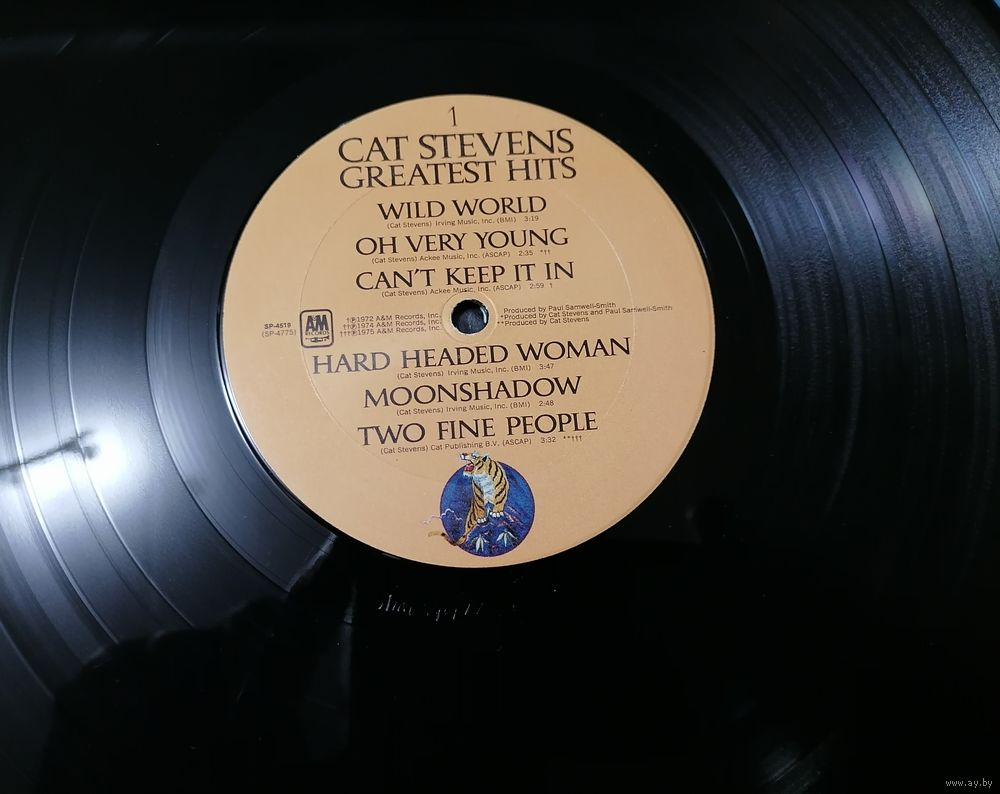 1
CAT STEVENS
GREATEST HITS
WILD WORLD
(Cat Stevens) Irving Music, Inc. (BMI) 3:19
OH VERY YOUNG
(Cat Stevens) Ackee Music, Inc. (ASCAP) 2:35 *††
CAN'T KEEP IT IN
(Cat Stevens) Ackee Music, Inc. (ASCAP) 2:59 †
SP-4519
(SP-4775)
A&M
RECORDS
†℗1972 A&M Records, Inc.
††℗1974 A&M Records, Inc.
†††℗1975 A&M Records, Inc.
Produced by Paul Samwell-Smith
*Produced by Cat Stevens and Paul Samwell-Smith
**Produced by Cat Stevens
HARD HEADED WOMAN
(Cat Stevens) Irving Music, Inc. (BMI) 3:47
MOONSHADOW
(Cat Stevens) Irving Music, Inc. (BMI) 2:48
TWO FINE PEOPLE
(Cat Stevens) Cat Publishing B.V. (ASCAP) 3:32 **†††
www.ay.by